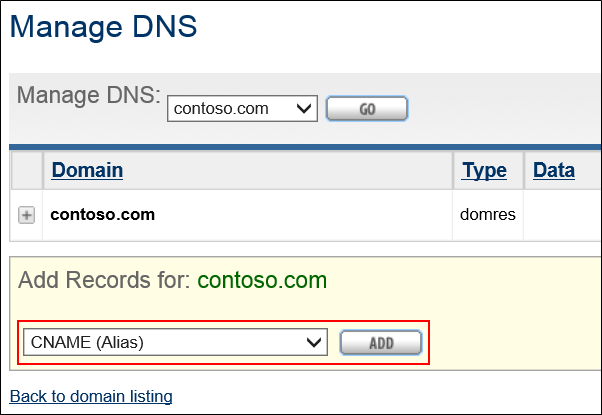 Manage DNS
Manage DNS: contoso.com GO
Domain Type Data
contoso.com domres
Add Records for: contoso.com
CNAME (Alias) ADD
Back to domain listing